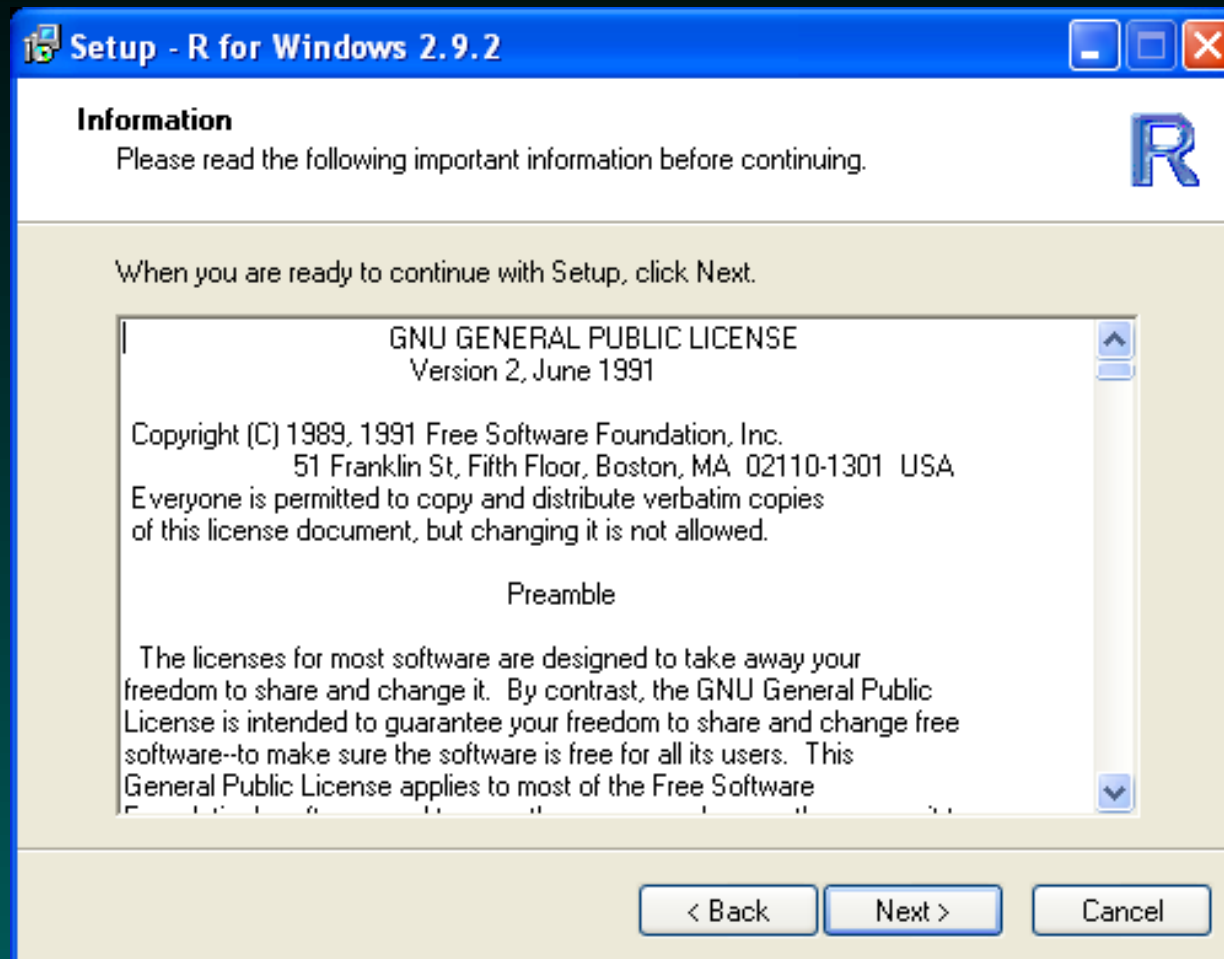 Setup - R for Windows 2.9.2
Information
Please read the following important information before continuing.
R
When you are ready to continue with Setup, click Next.
GNU GENERAL PUBLIC LICENSE
Version 2, June 1991
Copyright (C) 1989, 1991 Free Software Foundation, Inc.
51 Franklin St, Fifth Floor, Boston, MA  02110-1301  USA
Everyone is permitted to copy and distribute verbatim copies
of this license document, but changing it is not allowed.
Preamble
The licenses for most software are designed to take away your
freedom to share and change it.  By contrast, the GNU General Public
License is intended to guarantee your freedom to share and change free
software--to make sure the software is free for all its users.  This
General Public License applies to most of the Free Software
< Back
Next >
Cancel